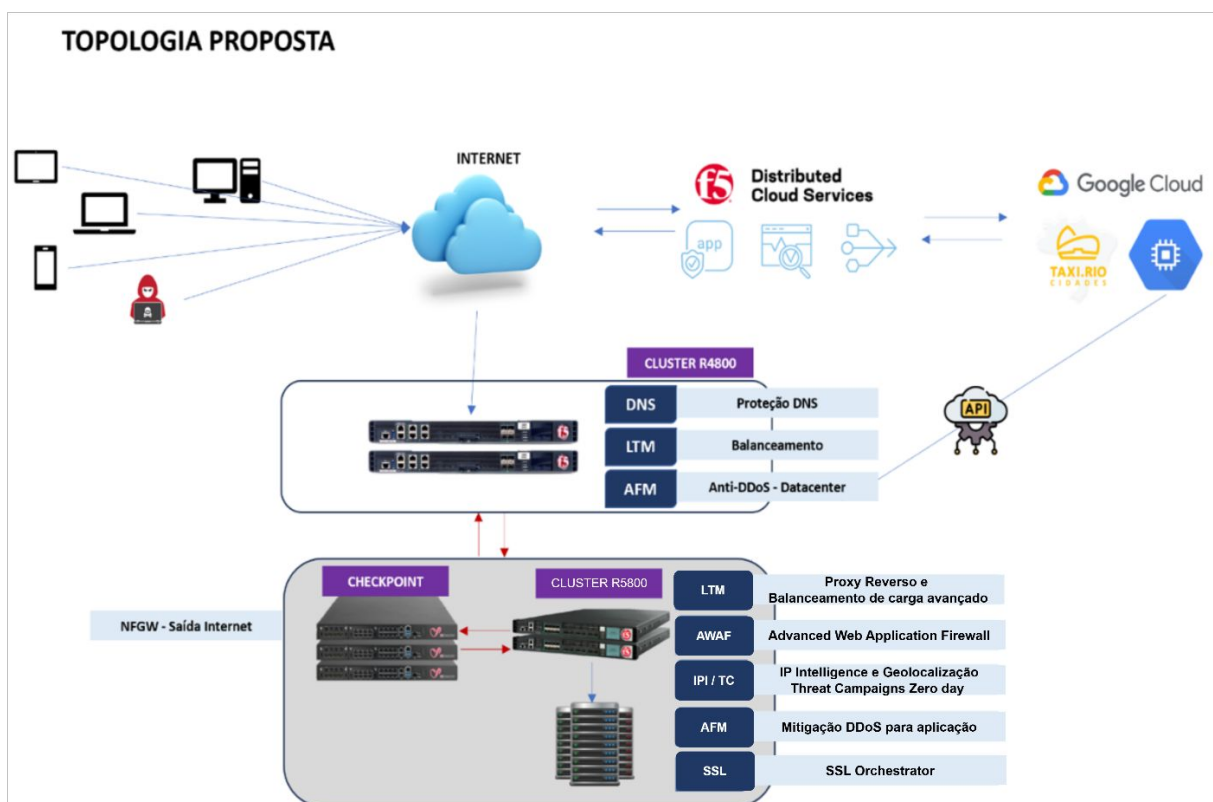 TOPOLOGIA PROPOSTA
INTERNET
f5
Distributed
Cloud Services
Google Cloud
app
TAXI.RIO
CIDADES
CLUSTER R4800
DNS
Proteção DNS
LTM
Balanceamento
AFM
Anti-DDoS - Datacenter
API
CHECKPOINT
CLUSTER R5800
NFGW - Saída Internet
LTM
Proxy Reverso e
Balanceamento de carga avançado
AWAF
Advanced Web Application Firewall
IPI / TC
IP Intelligence e Geolocalização
Threat Campaigns Zero day
AFM
Mitigação DDoS para aplicação
SSL
SSL Orchestrator